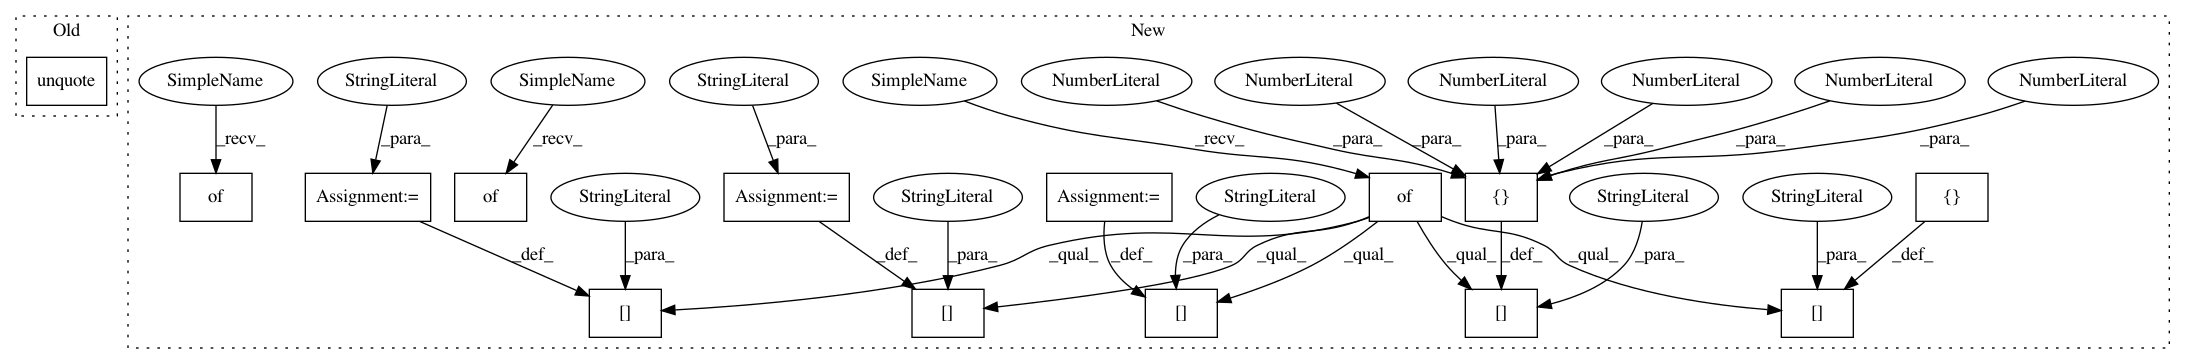 Old
New
unquote
SimpleName
StringLiteral
SimpleName
StringLiteral
SimpleName
NumberLiteral
NumberLiteral
NumberLiteral
NumberLiteral
NumberLiteral
NumberLiteral
_recv_
_para_
_recv_
_para_
_recv_
_para_
_para_
_para_
_para_
_para_
_para_
of
Assignment:=
of
StringLiteral
Assignment:=
StringLiteral
Assignment:=
StringLiteral
of
{}
StringLiteral
StringLiteral
{}
_def_
_para_
_qual_
_def_
_para_
_qual_
_def_
_para_
_qual_
_qual_
_def_
_para_
_qual_
_para_
_def_
[]
[]
[]
[]
[]